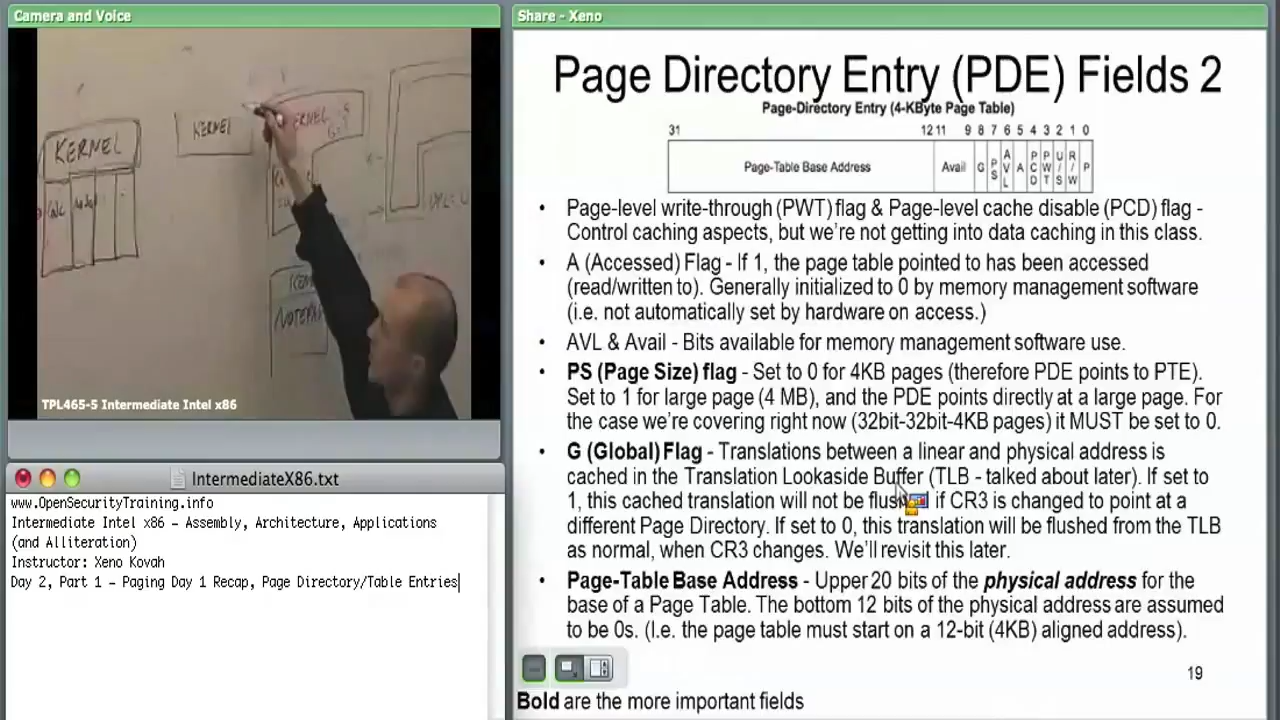 Camera and Voice
KERNEL
KERNEL
Calc
TPL465-5 Intermediate Intel x86
IntermediateX86.txt
www.OpenSecurityTraining.info
Intermediate Intel x86 – Assembly, Architecture, Applications
(and Alliteration)
Instructor: Xeno Kovah
Day 2, Part 1 – Paging Day 1 Recap, Page Directory/Table Entries
Share - Xeno
Page Directory Entry (PDE) Fields 2
Page-Directory Entry (4-KByte Page Table)
31 12 11 9 8 7 6 5 4 3 2 1 0
Page-Table Base Address Avail G PS AVL A PCD PWT U/S R/W P
• Page-level write-through (PWT) flag & Page-level cache disable (PCD) flag -
Control caching aspects, but we're not getting into data caching in this class.
• A (Accessed) Flag - If 1, the page table pointed to has been accessed
(read/written to). Generally initialized to 0 by memory management software
(i.e. not automatically set by hardware on access.)
• AVL & Avail - Bits available for memory management software use.
• PS (Page Size) flag - Set to 0 for 4KB pages (therefore PDE points to PTE).
Set to 1 for large page (4 MB), and the PDE points directly at a large page. For
the case we're covering right now (32bit-32bit-4KB pages) it MUST be set to 0.
• G (Global) Flag - Translations between a linear and physical address is
cached in the Translation Lookaside Buffer (TLB - talked about later). If set to
1, this cached translation will not be if CR3 is changed to point at a
different Page Directory. If set to 0, this translation will be flushed from the TLB
as normal, when CR3 changes. We'll revisit this later.
• Page-Table Base Address - Upper 20 bits of the physical address for the
base of a Page Table. The bottom 12 bits of the physical address are assumed
to be 0s. (I.e. the page table must start on a 12-bit (4KB) aligned address).
19
Bold are the more important fields